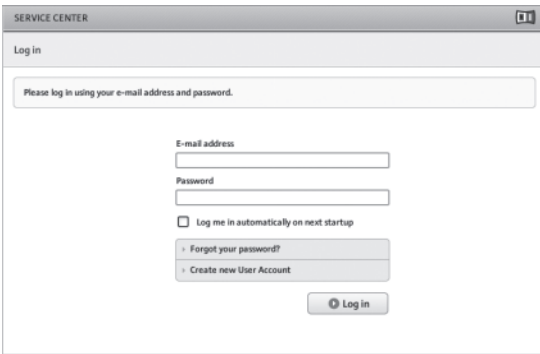 SERVICE CENTER
Log in
Please log in using your e-mail address and password.
E-mail address
Password
Log me in automatically on next startup
Forgot your password?
Create new User Account
Log in